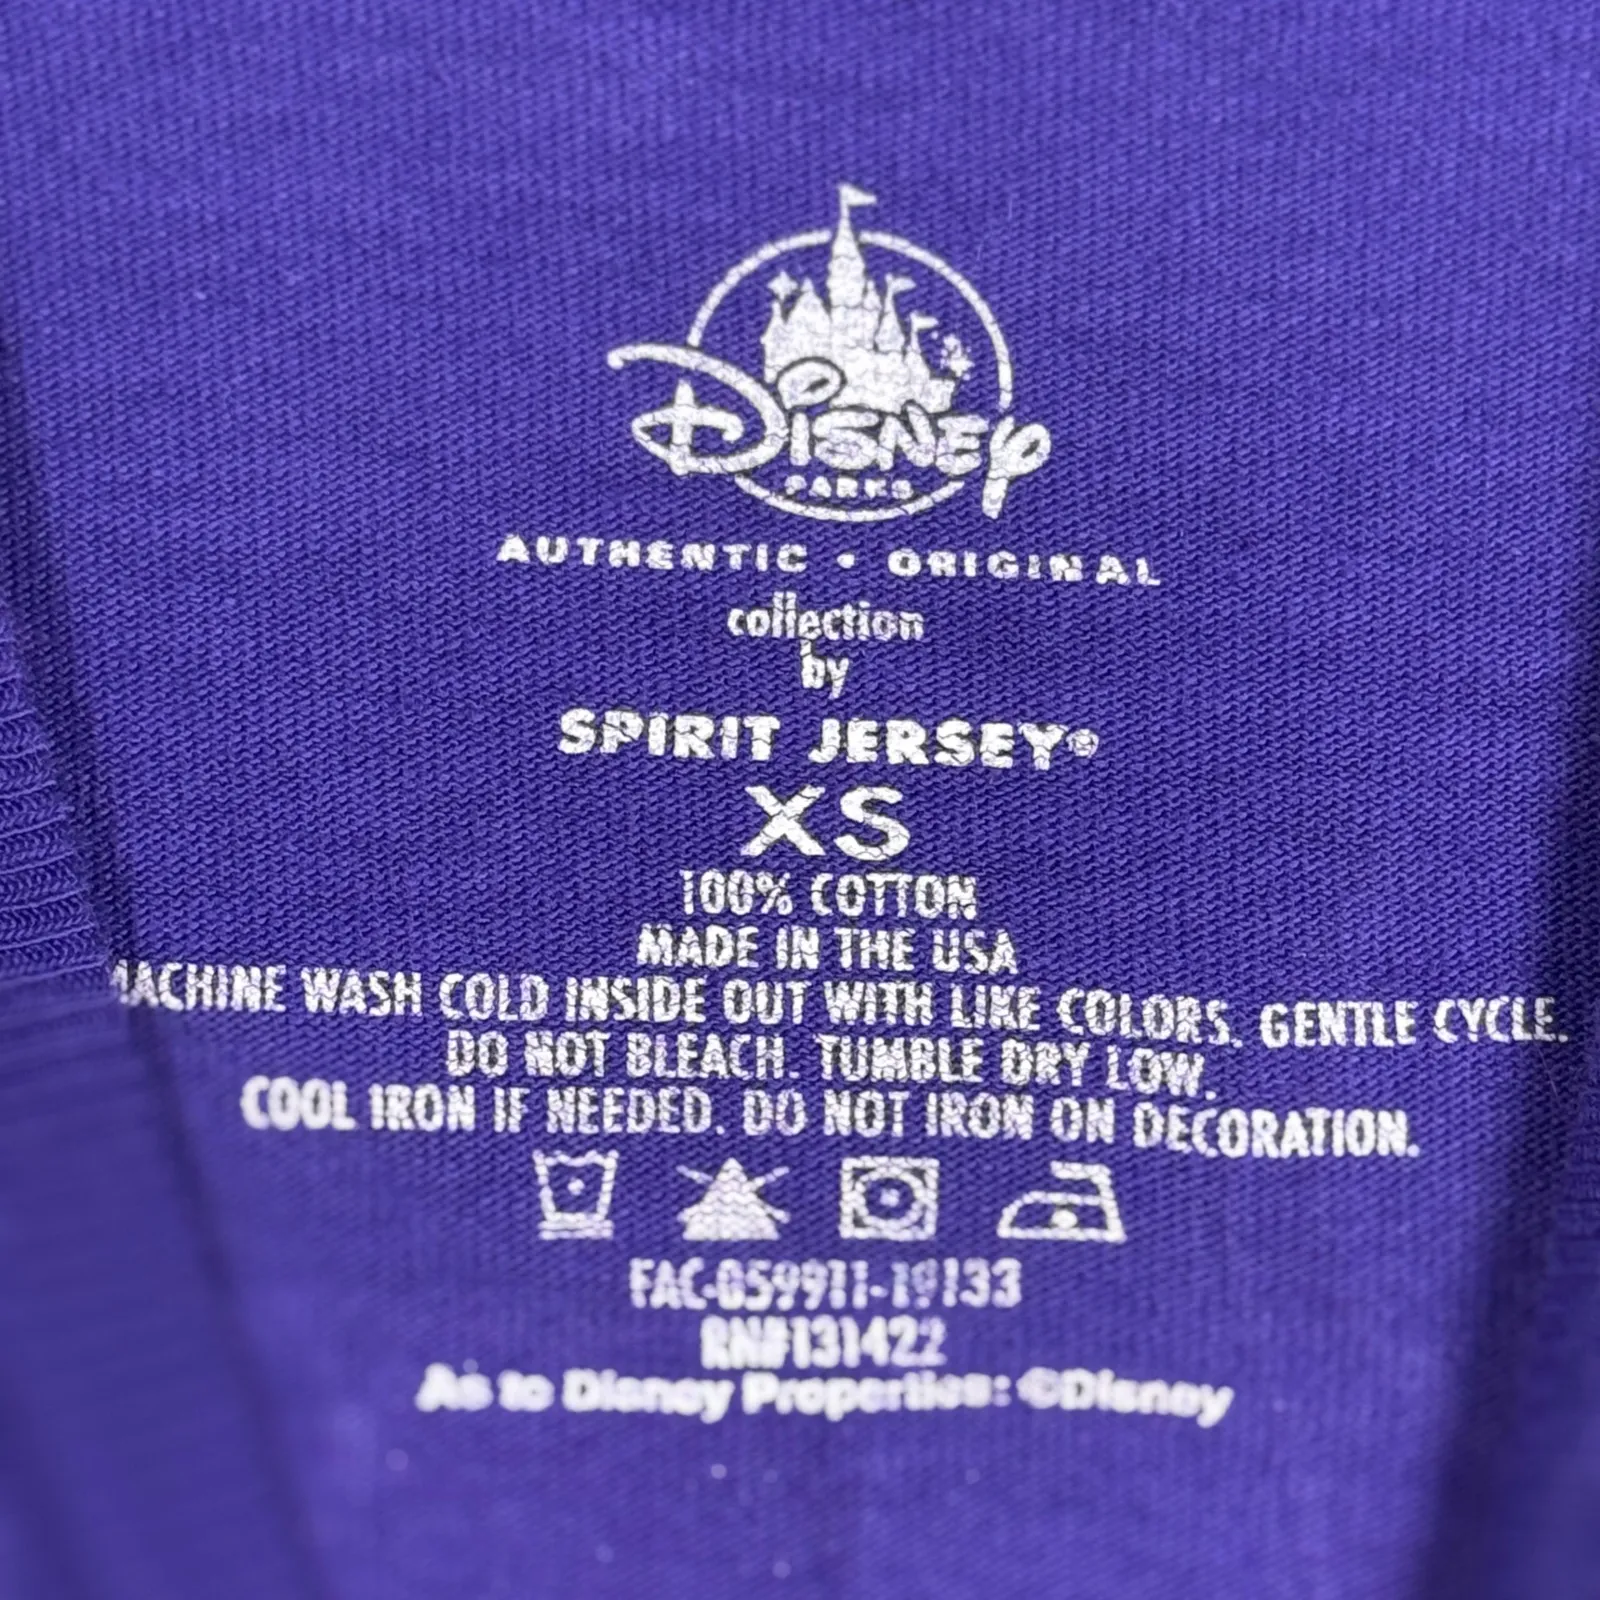 Disney
PARKS
AUTHENTIC • ORIGINAL
collection
by
SPIRIT JERSEY®
XS
100% COTTON
MADE IN THE USA
MACHINE WASH COLD INSIDE OUT WITH LIKE COLORS. GENTLE CYCLE.
DO NOT BLEACH. TUMBLE DRY LOW.
COOL IRON IF NEEDED. DO NOT IRON ON DECORATION.
FAC-059911-19133
RN#131422
As to Disney Properties: ©Disney